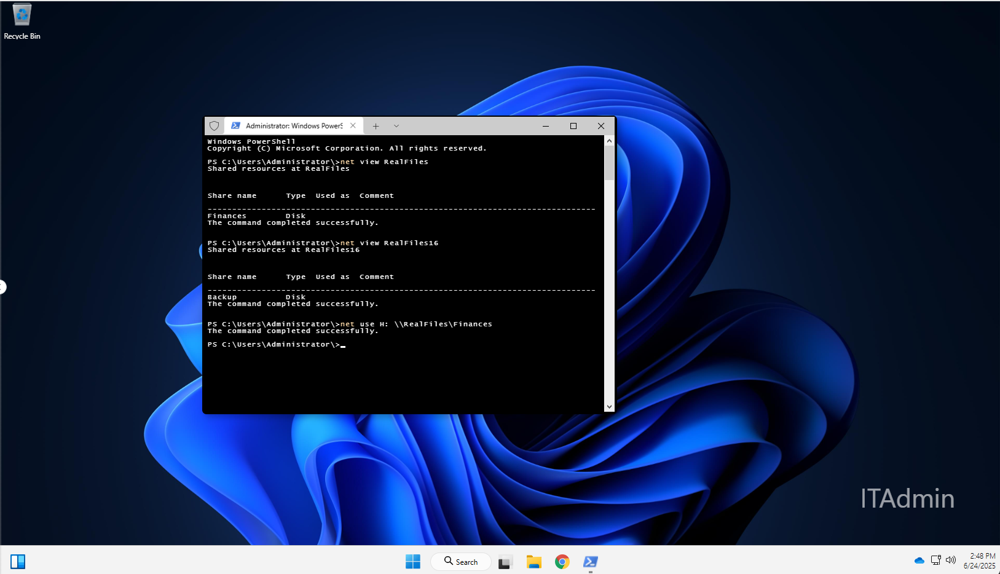 Recycle Bin
Administrator: Windows PowerS
Windows PowerShell
Copyright (C) Microsoft Corporation. All rights reserved.
PS C:\Users\Administrator\>net view RealFiles
Shared resources at RealFiles
Share name Type Used as Comment
-------------------------------------------------------------------------------
Finances Disk
The command completed successfully.
PS C:\Users\Administrator\>net view RealFiles16
Shared resources at RealFiles16
Share name Type Used as Comment
-------------------------------------------------------------------------------
Backup Disk
The command completed successfully.
PS C:\Users\Administrator\>net use H: \\RealFiles\Finances
The command completed successfully.
PS C:\Users\Administrator\>
ITAdmin
Search
2:48 PM
6/24/2025